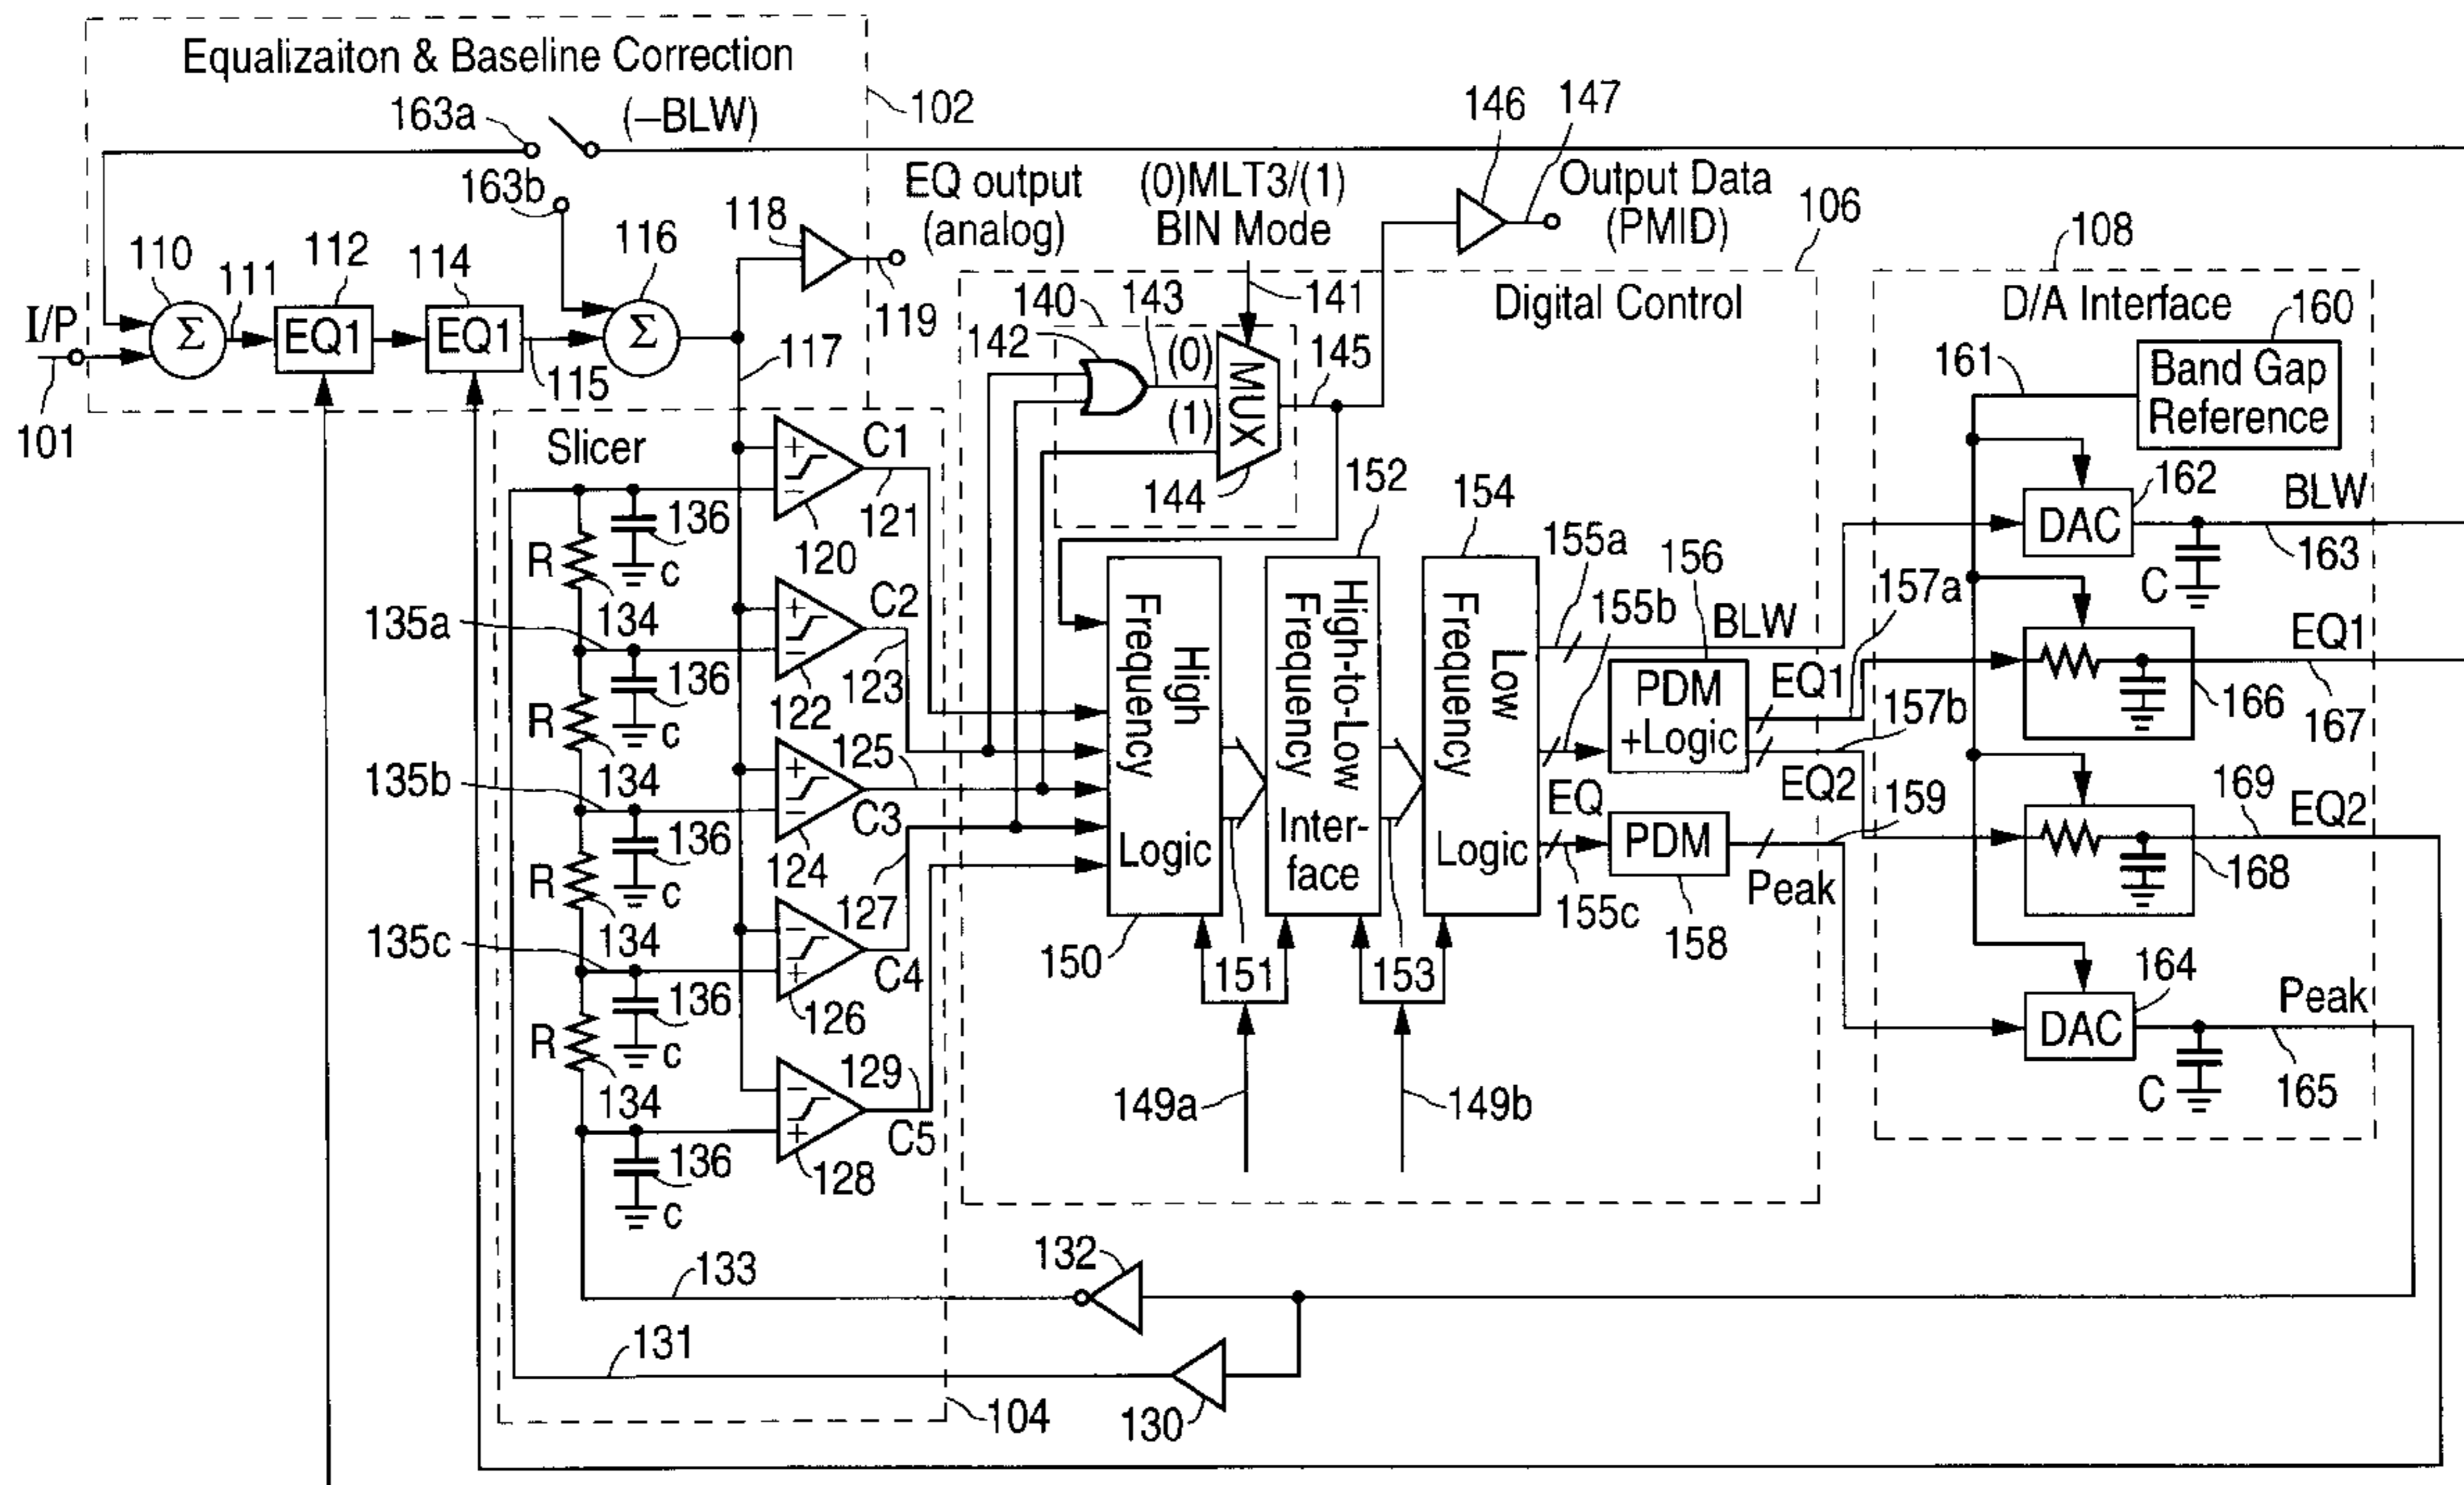 Equalizaiton & Baseline Correction
163a
(–BLW)
102
163b
EQ output
(analog)
(0)MLT3/(1)
BIN Mode
146
147
Output Data
(PMID)
106
108
I/P
101
110
Σ
111
112
EQ1
114
EQ1
115
116
Σ
118
119
117
140
142
143
(0)
(1)
MUX
144
141
145
Digital Control
D/A Interface
160
Band Gap
Reference
161
Slicer
C1
121
120
136
C
R
134
135a
C2
123
122
136
C
R
134
135b
125
C3
124
136
C
R
134
135c
127
C4
126
136
C
R
134
129
C5
128
136
C
High
Frequency
Logic
150
151
152
High-to-Low
Frequency
Inter-
face
153
154
Low
Frequency
Logic
149a
149b
155a
155b
EQ
155c
BLW
156
PDM
+Logic
EQ1
157a
EQ2
157b
PDM
158
159
Peak
DAC
162
C
BLW
163
EQ1
166
167
EQ2
168
169
DAC
164
C
Peak
165
132
133
131
130
104